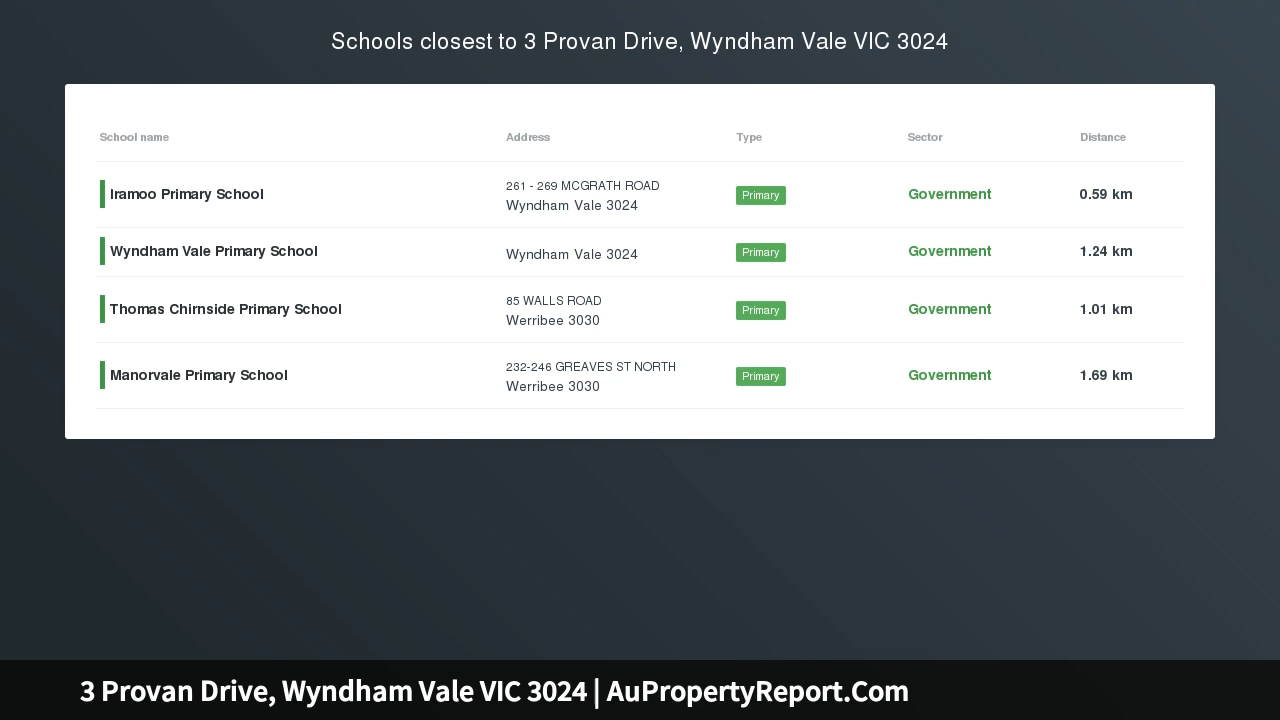 Schools closest to 3 Provan Drive, Wyndham Vale VIC 3024
School name Address Type Sector Distance
Iramoo Primary School 261 - 269 MCGRATH ROAD Primary Government 0.59 km
Wyndham Vale 3024
Wyndham Vale Primary School Wyndham Vale 3024 Primary Government 1.24 km
Thomas Chirnside Primary School 85 WALLS ROAD Primary Government 1.01 km
Werribee 3030
Manorvale Primary School 232-246 GREAVES ST NORTH Primary Government 1.69 km
Werribee 3030
3 Provan Drive, Wyndham Vale VIC 3024 | AuPropertyReport.Com